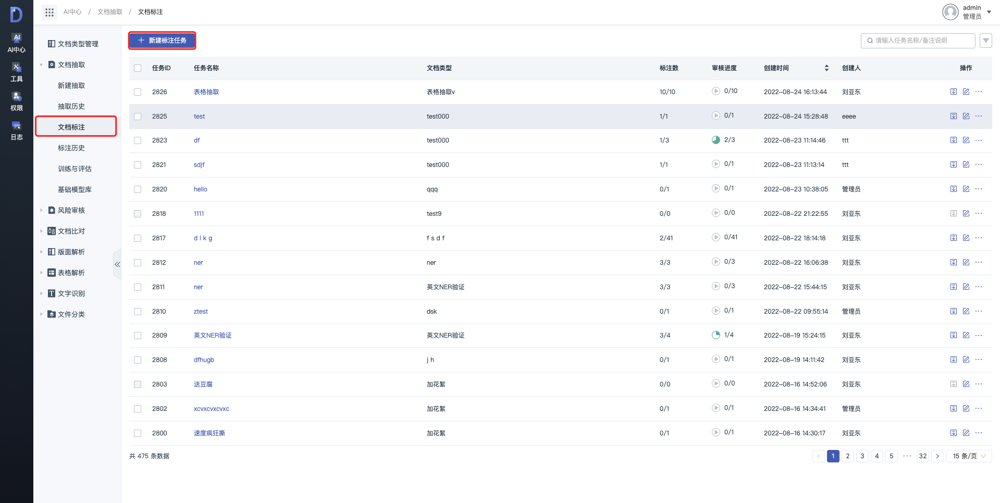 AI中心 / 文档抽取 / 文档标注
admin
管理员
AI
AI中心
工具
权限
日志
文档类型管理
文档抽取
新建抽取
抽取历史
文档标注
标注历史
训练与评估
基础模型库
风险审核
文档比对
版面解析
表格解析
文字识别
文件分类
新建标注任务
请输入任务名称/备注说明
任务ID 任务名称 文档类型 标注数 审核进度 创建时间 创建人 操作
2826 表格抽取 表格抽取v 10/10 0/10 2022-08-24 16:13:44 刘亚东
2825 test test000 1/1 0/1 2022-08-24 15:28:48 eeee
2823 df test000 1/3 2/3 2022-08-23 11:14:46 ttt
2821 sdjf test000 1/1 0/1 2022-08-23 11:13:14 ttt
2820 hello qqq 0/1 0/1 2022-08-23 10:38:05 管理员
2818 1111 test9 0/0 0/0 2022-08-22 21:22:55 刘亚东
2817 d l k g f s d f 2/41 0/41 2022-08-22 18:14:18 刘亚东
2812 ner ner 3/3 0/3 2022-08-22 16:06:38 刘亚东
2811 ner 英文NER验证 3/3 0/3 2022-08-22 15:44:15 刘亚东
2810 ztest dsk 0/1 0/1 2022-08-22 09:55:14 管理员
2809 英文NER验证 英文NER验证 3/4 1/4 2022-08-19 15:24:15 刘亚东
2808 dfhugb j h 0/1 0/1 2022-08-19 14:11:42 刘亚东
2803 送豆腐 加花絮 0/0 0/0 2022-08-16 14:52:06 刘亚东
2802 xcvxcvxcvxc 加花絮 0/1 0/1 2022-08-16 14:34:41 管理员
2800 速度疯狂撕 加花絮 0/1 0/1 2022-08-16 14:30:17 刘亚东
共 475 条数据
1 2 3 4 5 ••• 32 15 条/页